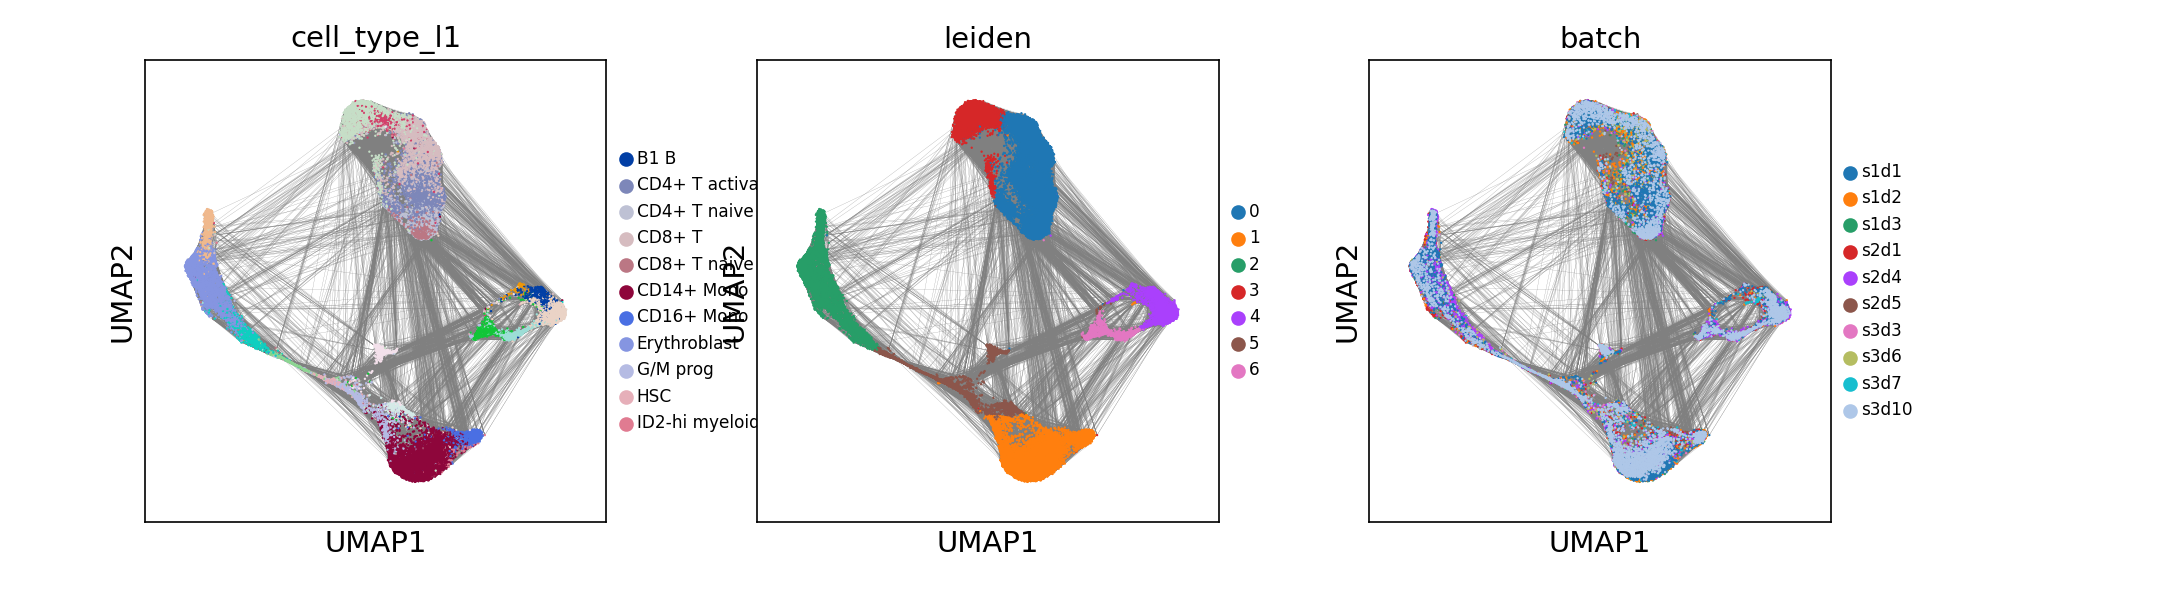 cell_type_l1
UMAP2
UMAP1
B1 B
CD4+ T activa
CD4+ T naive
CD8+ T
CD8+ T naive
CD14+ Mono
CD16+ Mono
Erythroblast
G/M prog
HSC
ID2-hi myeloid
leiden
UMAP2
UMAP1
0
1
2
3
4
5
6
batch
UMAP2
UMAP1
s1d1
s1d2
s1d3
s2d1
s2d4
s2d5
s3d3
s3d6
s3d7
s3d10